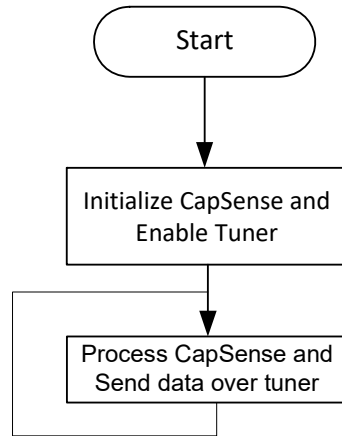 Start
Initialize CapSense and
Enable Tuner
Process CapSense and
Send data over tuner